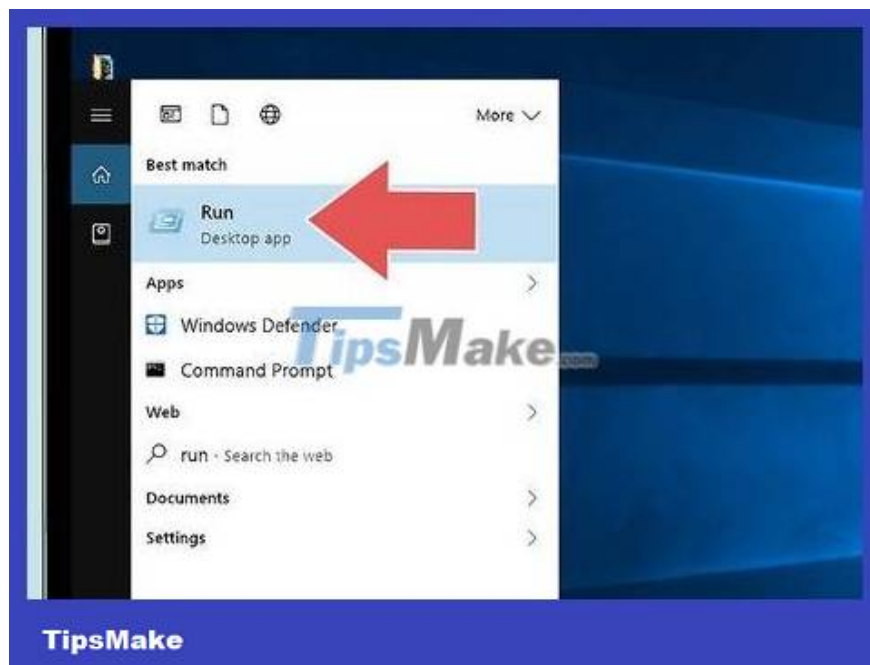 More
Best match
Run
Desktop app
Apps
Windows Defender
Command Prompt
Web
run - Search the web
Documents
Settings
TipsMake.com
TipsMake